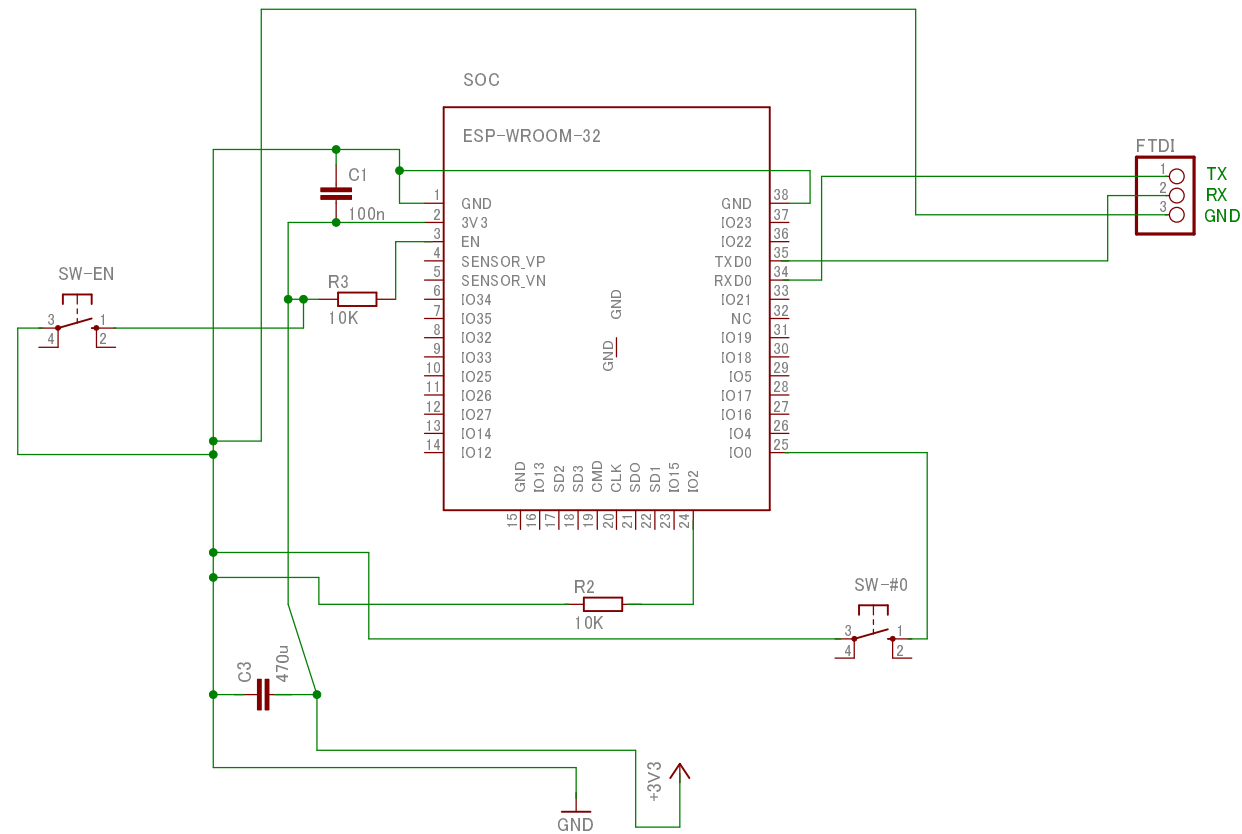 SOC
ESP-WROOM-32
FTDI
1 TX
2 RX
3 GND
C1
100n
1 GND
2 3V3
3 EN
4 SENSOR_VP
5 SENSOR_VN
6 IO34
7 IO35
8 IO32
9 IO33
10 IO25
11 IO26
12 IO27
13 IO14
14 IO12
GND 38
IO23 37
IO22 36
TXD0 35
RXD0 34
IO21 33
NC 32
IO19 31
IO18 30
IO5 29
IO17 28
IO16 27
IO4 26
IO0 25
GND
GND
SW-EN
3 1
4 2
R3
10K
GND IO13 SD2 SD3 CMD CLK SDO SD1 IO15 IO2
15 16 17 18 19 20 21 22 23 24
R2
10K
SW-#0
3 1
4 2
C3
470u
+3V3
GND